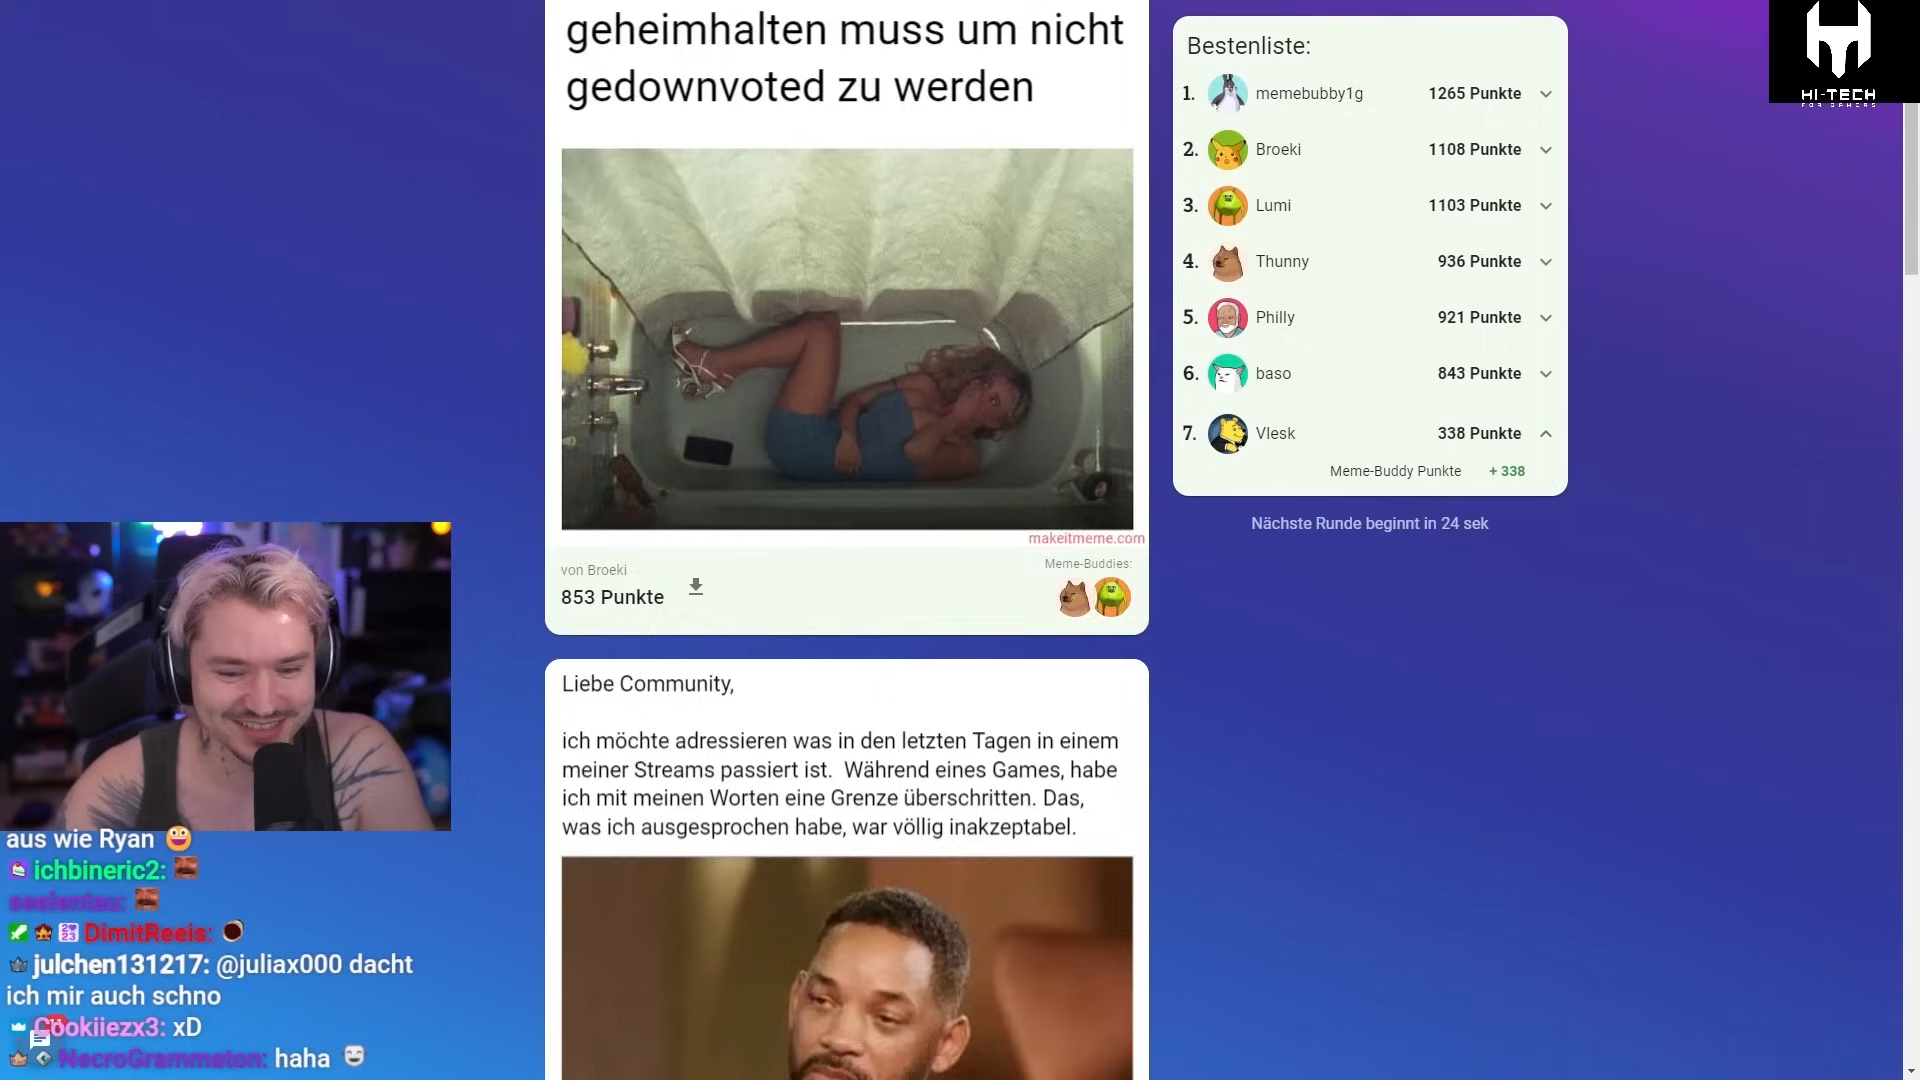 geheimhalten muss um nicht
gedownvoted zu werden
makeitmeme.com
von Broeki
853 Punkte
Meme-Buddies:
Liebe Community,
ich möchte adressieren was in den letzten Tagen in einem
meiner Streams passiert ist.  Während eines Games, habe
ich mit meinen Worten eine Grenze überschritten. Das,
was ich ausgesprochen habe, war völlig inakzeptabel.
Bestenliste:
1. memebubby1g 1265 Punkte
2. Broeki 1108 Punkte
3. Lumi 1103 Punkte
4. Thunny 936 Punkte
5. Philly 921 Punkte
6. baso 843 Punkte
7. Vlesk 338 Punkte
Meme-Buddy Punkte + 338
Nächste Runde beginnt in 24 sek
HI-TECH
FOR GAMERS
aus wie Ryan
ichbineric2:
seelentau:
DimitReeis:
julchen131217: @juliax000 dacht
ich mir auch schno
Cookiiezx3: xD
NecroGrammaton: haha